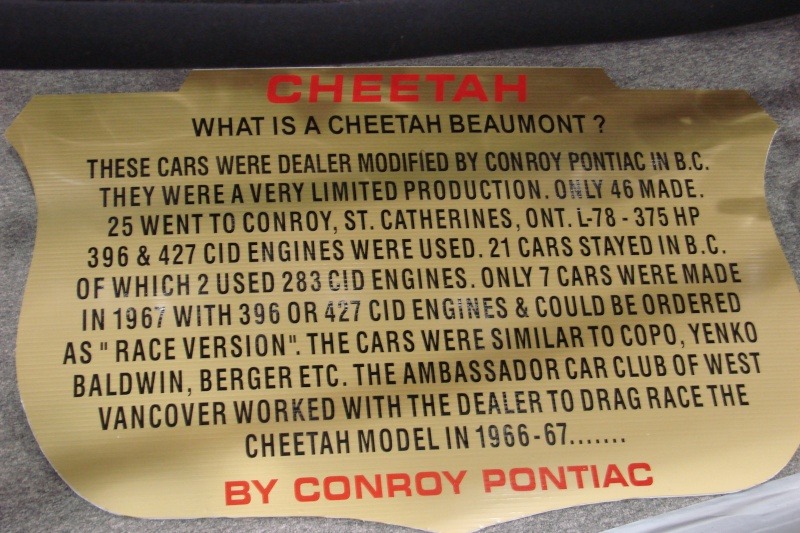 CHEETAH
WHAT IS A CHEETAH BEAUMONT ?
THESE CARS WERE DEALER MODIFIED BY CONROY PONTIAC IN B.C.
THEY WERE A VERY LIMITED PRODUCTION. ONLY 46 MADE.
25 WENT TO CONROY, ST. CATHERINES, ONT. L-78 - 375 HP
396 & 427 CID ENGINES WERE USED. 21 CARS STAYED IN B.C.
OF WHICH 2 USED 283 CID ENGINES. ONLY 7 CARS WERE MADE
IN 1967 WITH 396 OR 427 CID ENGINES & COULD BE ORDERED
AS " RACE VERSION". THE CARS WERE SIMILAR TO COPO, YENKO
BALDWIN, BERGER ETC. THE AMBASSADOR CAR CLUB OF WEST
VANCOVER WORKED WITH THE DEALER TO DRAG RACE THE
CHEETAH MODEL IN 1966-67.......
BY CONROY PONTIAC